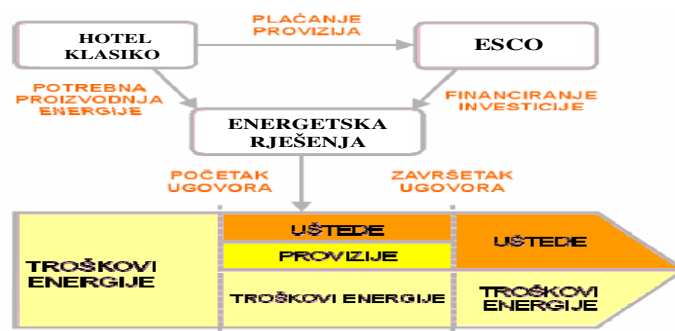 PLAĆANJE
PROVIZIJA
HOTEL
KLASIKO
ESCO
POTREBNA
PROIZVODNJA
ENERGIJE
FINANCIRANJE
INVESTICIJE
ENERGETSKA
RJEŠENJA
POČETAK
UGOVORA
ZAVRŠETAK
UGOVORA
UŠTEDE
PROVIZIJE
UŠTEDE
TROŠKOVI
ENERGIJE
TROŠKOVI ENERGIJE
TROŠKOVI
ENERGIJE